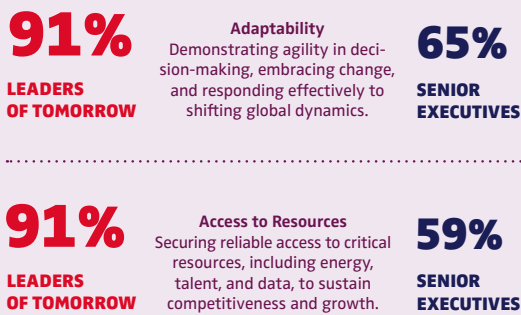 91%
LEADERS
OF TOMORROW
Adaptability
Demonstrating agility in deci-
sion-making, embracing change,
and responding effectively to
shifting global dynamics.
65%
SENIOR
EXECUTIVES
91%
LEADERS
OF TOMORROW
Access to Resources
Securing reliable access to critical
resources, including energy,
talent, and data, to sustain
competitiveness and growth.
59%
SENIOR
EXECUTIVES